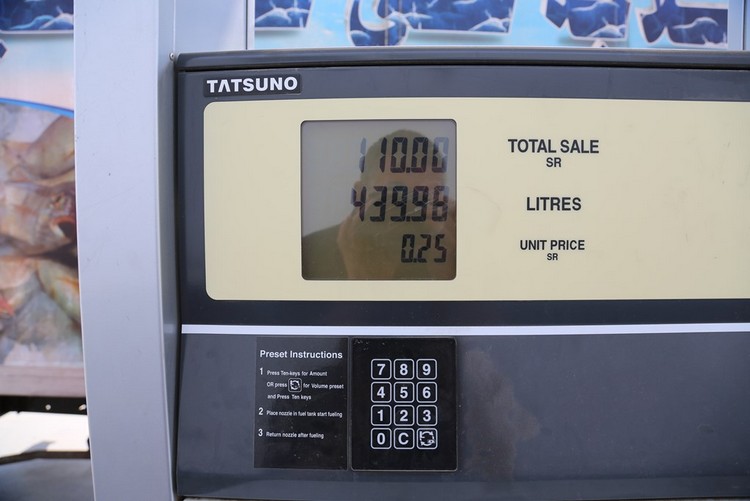 TATSUNO
110.00
TOTAL SALE
SR
439.98
LITRES
0.25
UNIT PRICE
SR
Preset Instructions
1 Press Ten-keys for Amount
OR press for Volume preset
and Press Ten keys
2 Place nozzle in fuel tank start fueling
3 Return nozzle after fueling
7 8 9
4 5 6
1 2 3
0 C